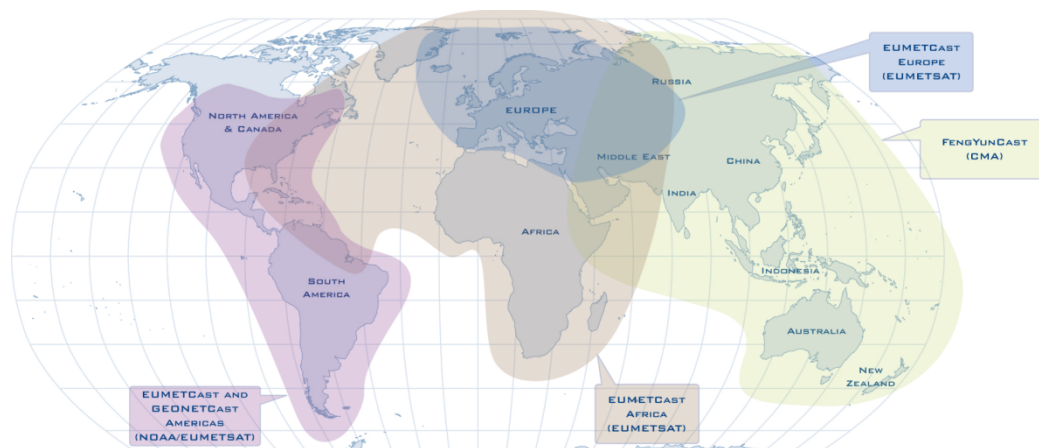 EUMETCast
Europe
(EUMETSAT)
Russia
North America
& Canada
Europe
FengYunCast
(CMA)
Middle East
China
India
Africa
Indonesia
South
America
Australia
New
Zealand
EUMETCast and
GEONETCast
Americas
(NOAA/EUMETSAT)
EUMETCast
Africa
(EUMETSAT)